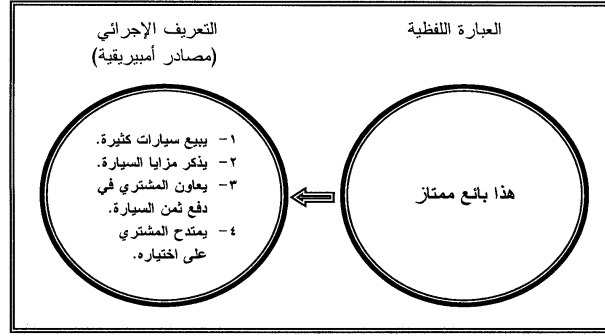 العبارة اللفظية
التعريف الإجرائي
(مصادر أمبيريقية)
هذا بائع ممتاز
١- يبيع سيارات كثيرة.
٢- يذكر مزايا السيارة.
٣- يعاون المشتري في
دفع ثمن السيارة.
٤- يمتدح المشتري
على اختياره.